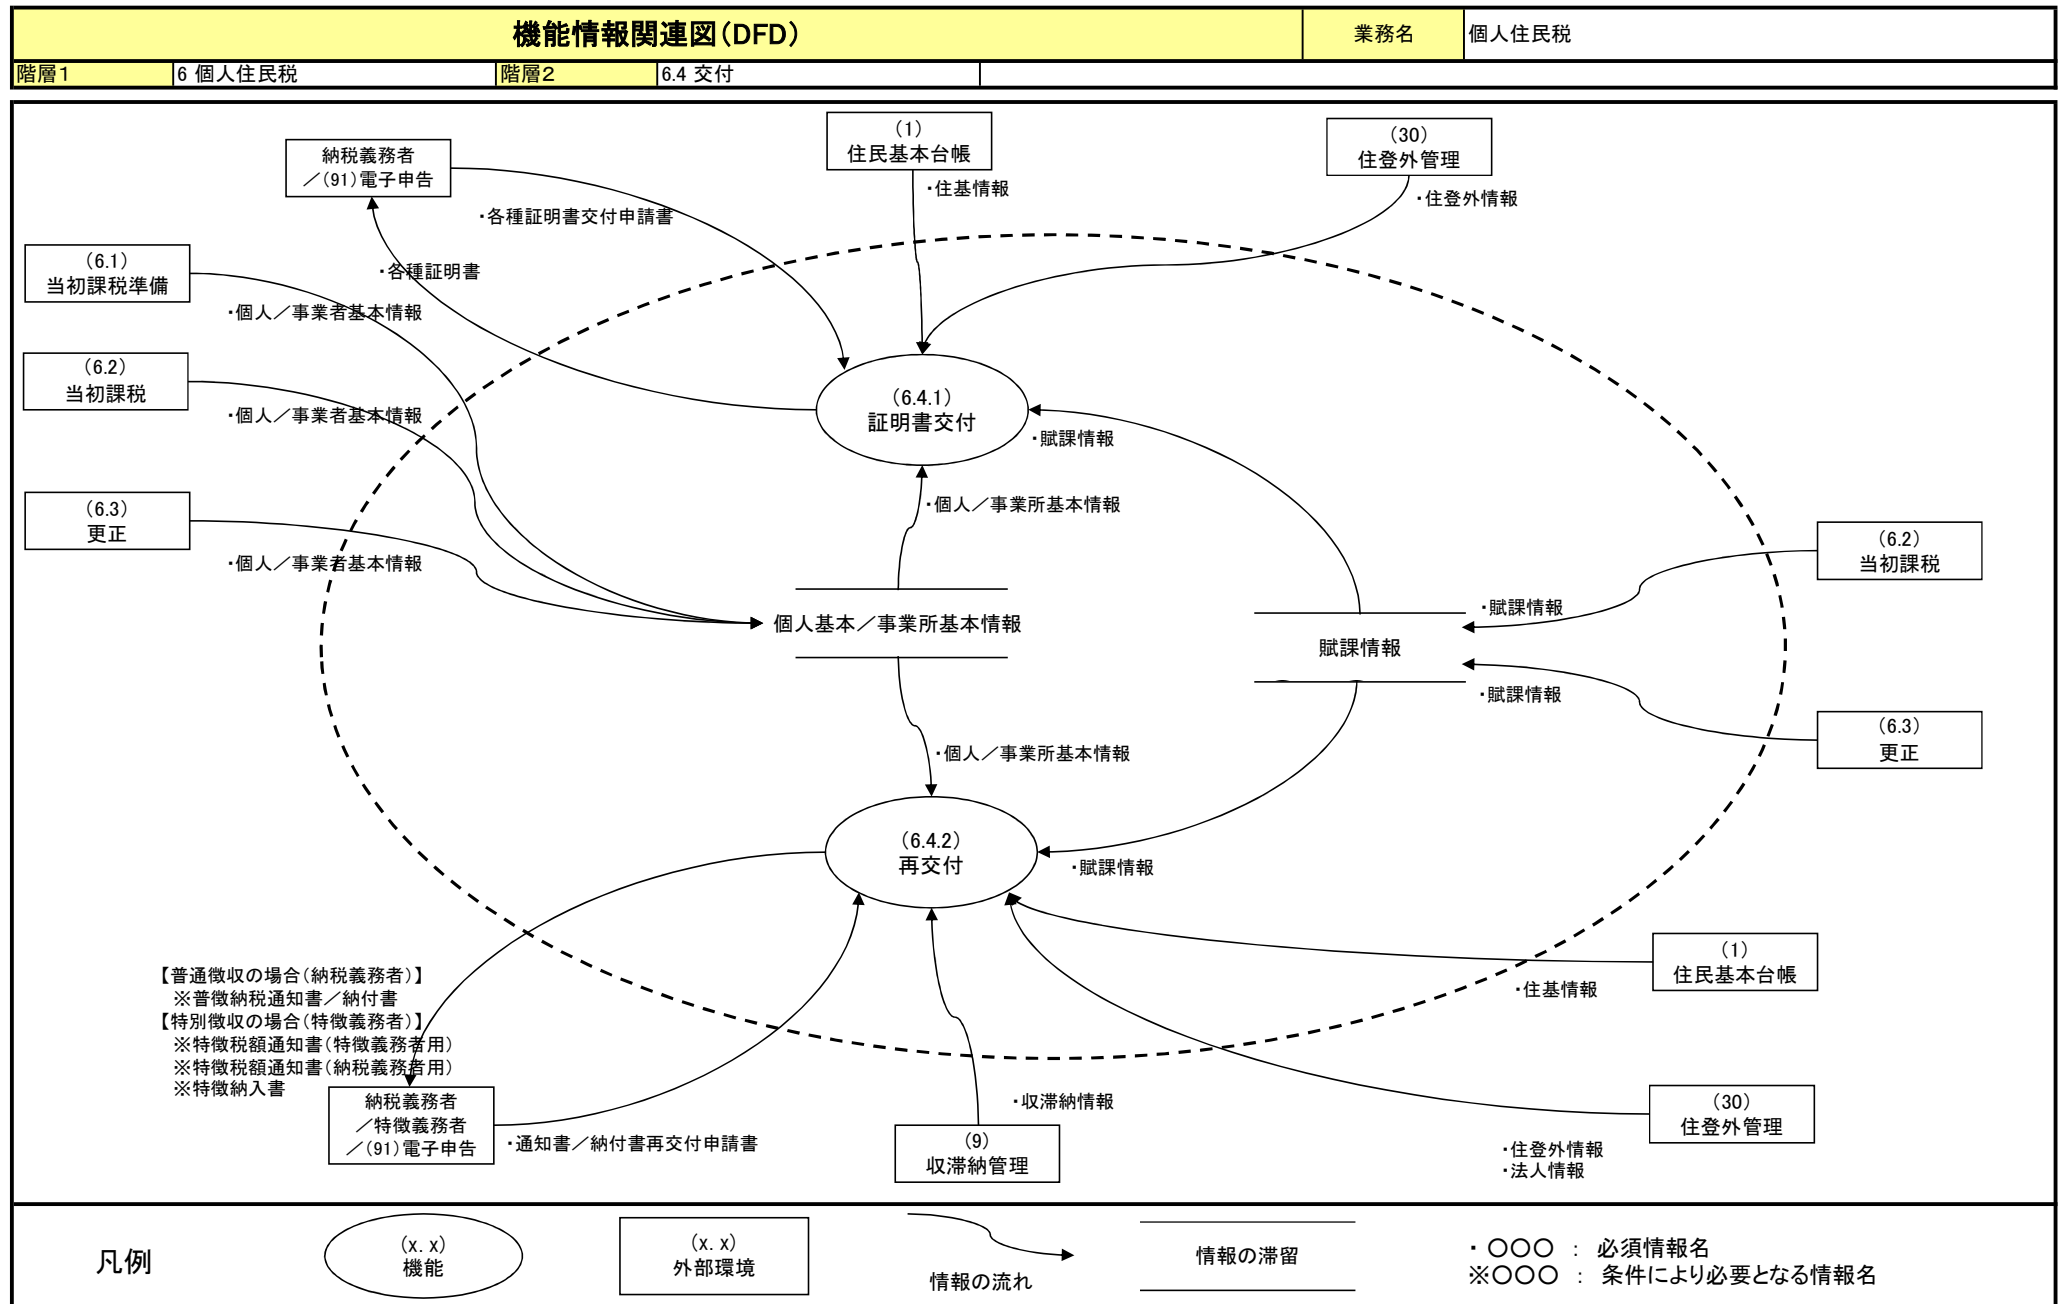 機能情報関連図（DFD）
業務名
個人住民税
階層１
6 個人住民税
階層２
6.4 交付
（1）
住民基本台帳
（30）
住登外管理
納税義務者
／（91）電子申告
・住基情報
・住登外情報
・各種証明書交付申請書
（6.1）
当初課税準備
・各種証明書
・個人／事業者基本情報
（6.2）
当初課税
・個人／事業者基本情報
（6.4.1）
証明書交付
・賦課情報
（6.3）
更正
・個人／事業者基本情報
・個人／事業所基本情報
（6.2）
当初課税
・賦課情報
個人基本／事業所基本情報
賦課情報
・賦課情報
（6.3）
更正
・個人／事業所基本情報
（6.4.2）
再交付
・賦課情報
（1）
住民基本台帳
・住基情報
【普通徴収の場合（納税義務者）】
※普徴納税通知書／納付書
【特別徴収の場合（特徴義務者）】
※特徴税額通知書（特徴義務者用）
※特徴税額通知書（納税義務者用）
※特徴納入書
納税義務者
／特徴義務者
／（91）電子申告
・通知書／納付書再交付申請書
・収滞納情報
（9）
収滞納管理
（30）
住登外管理
・住登外情報
・法人情報
凡例
（x. x）
機能
（x. x）
外部環境
情報の流れ
情報の滞留
・ 〇〇〇 ： 必須情報名
※〇〇〇 ： 条件により必要となる情報名